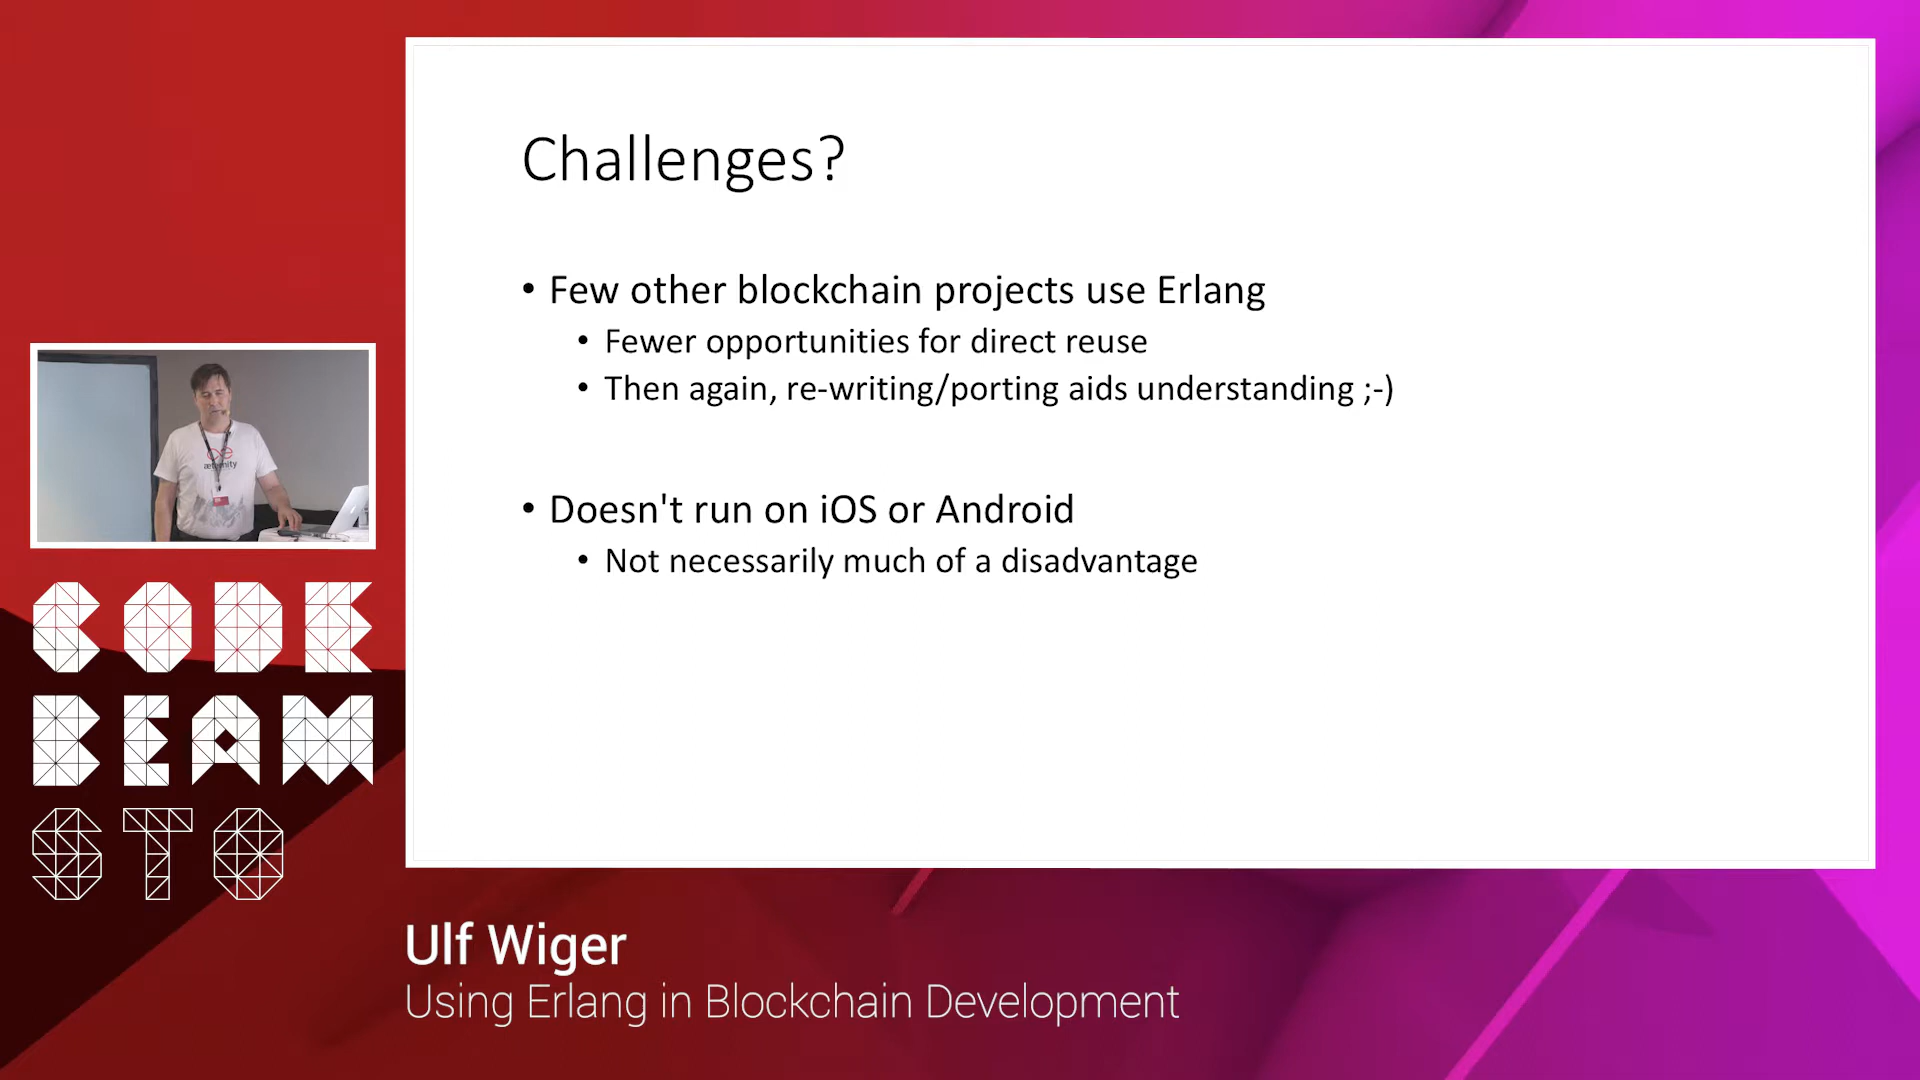 Challenges?
• Few other blockchain projects use Erlang
• Fewer opportunities for direct reuse
• Then again, re-writing/porting aids understanding ;-)
• Doesn't run on iOS or Android
• Not necessarily much of a disadvantage
æternity
CODE
BEAM
STO
Ulf Wiger
Using Erlang in Blockchain Development